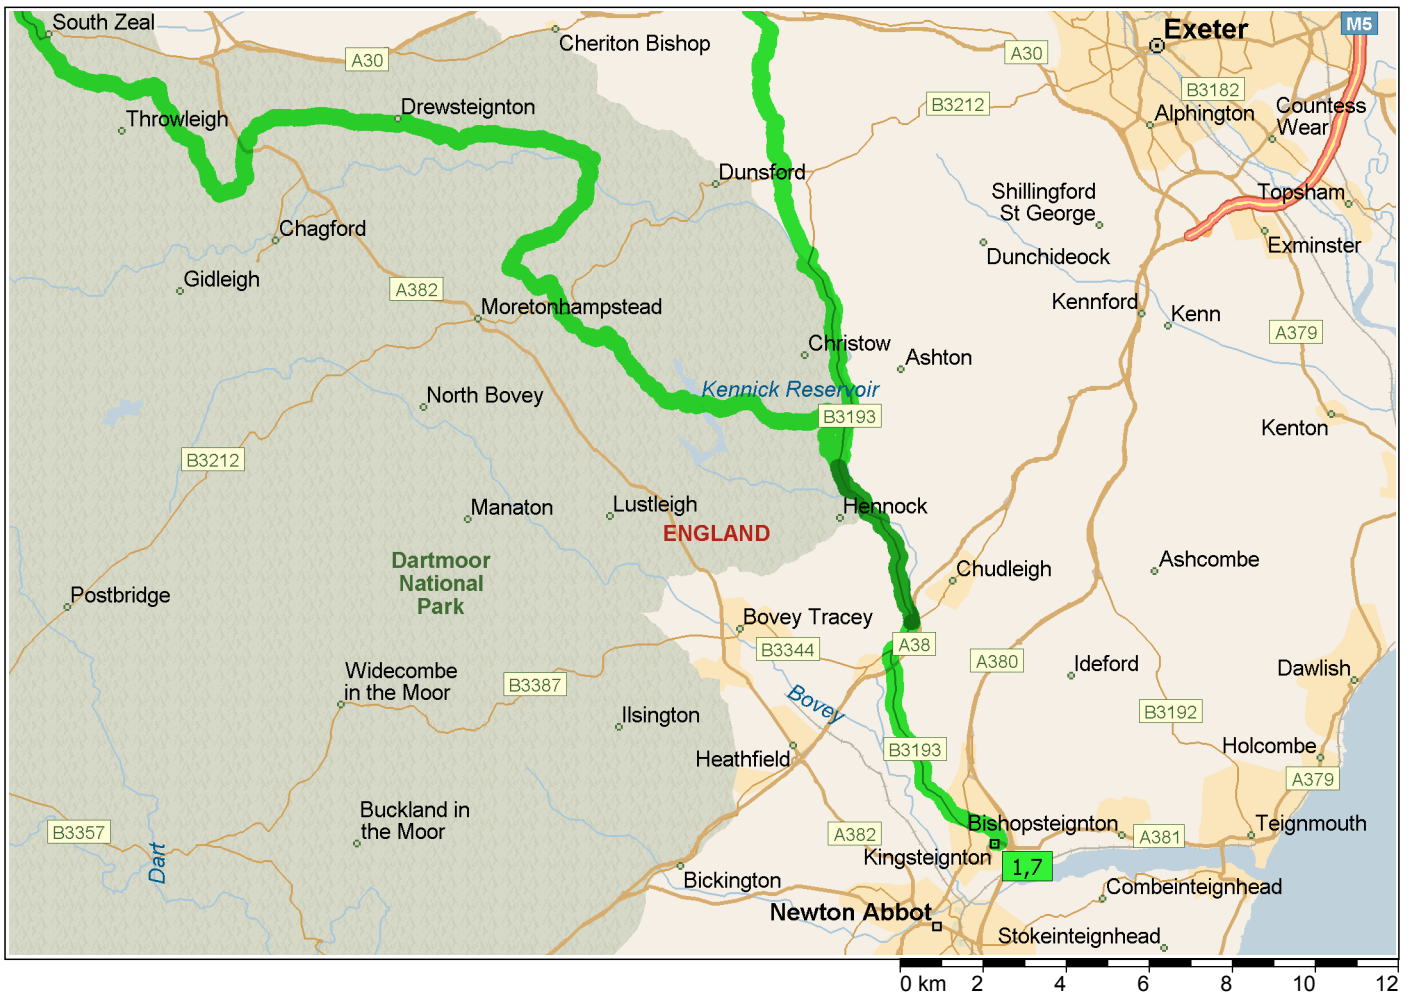 South Zeal
Cheriton Bishop
A30
Exeter
M5
A30
B3182
B3212
Countess
Wear
Alphington
Throwleigh
Drewsteignton
Dunsford
Shillingford
St George
Topsham
Chagford
Dunchideock
Exminster
Gidleigh
A382
Moretonhampstead
Kennford
Kenn
A379
Christow
Ashton
North Bovey
Kennick Reservoir
B3193
Kenton
B3212
Manaton
Lustleigh
Hennock
ENGLAND
Dartmoor
National
Park
Chudleigh
Ashcombe
Postbridge
Bovey Tracey
B3344
A38
A380
Ideford
Dawlish
Widecombe
in the Moor
B3387
Bovey
B3192
Ilsington
Heathfield
B3193
Holcombe
A379
Buckland in
the Moor
B3357
Dart
A382
Bishopsteignton
A381
Teignmouth
Kingsteignton
1,7
Bickington
Combeinteignhead
Newton Abbot
Stokeinteignhead
0 km 2 4 6 8 10 12